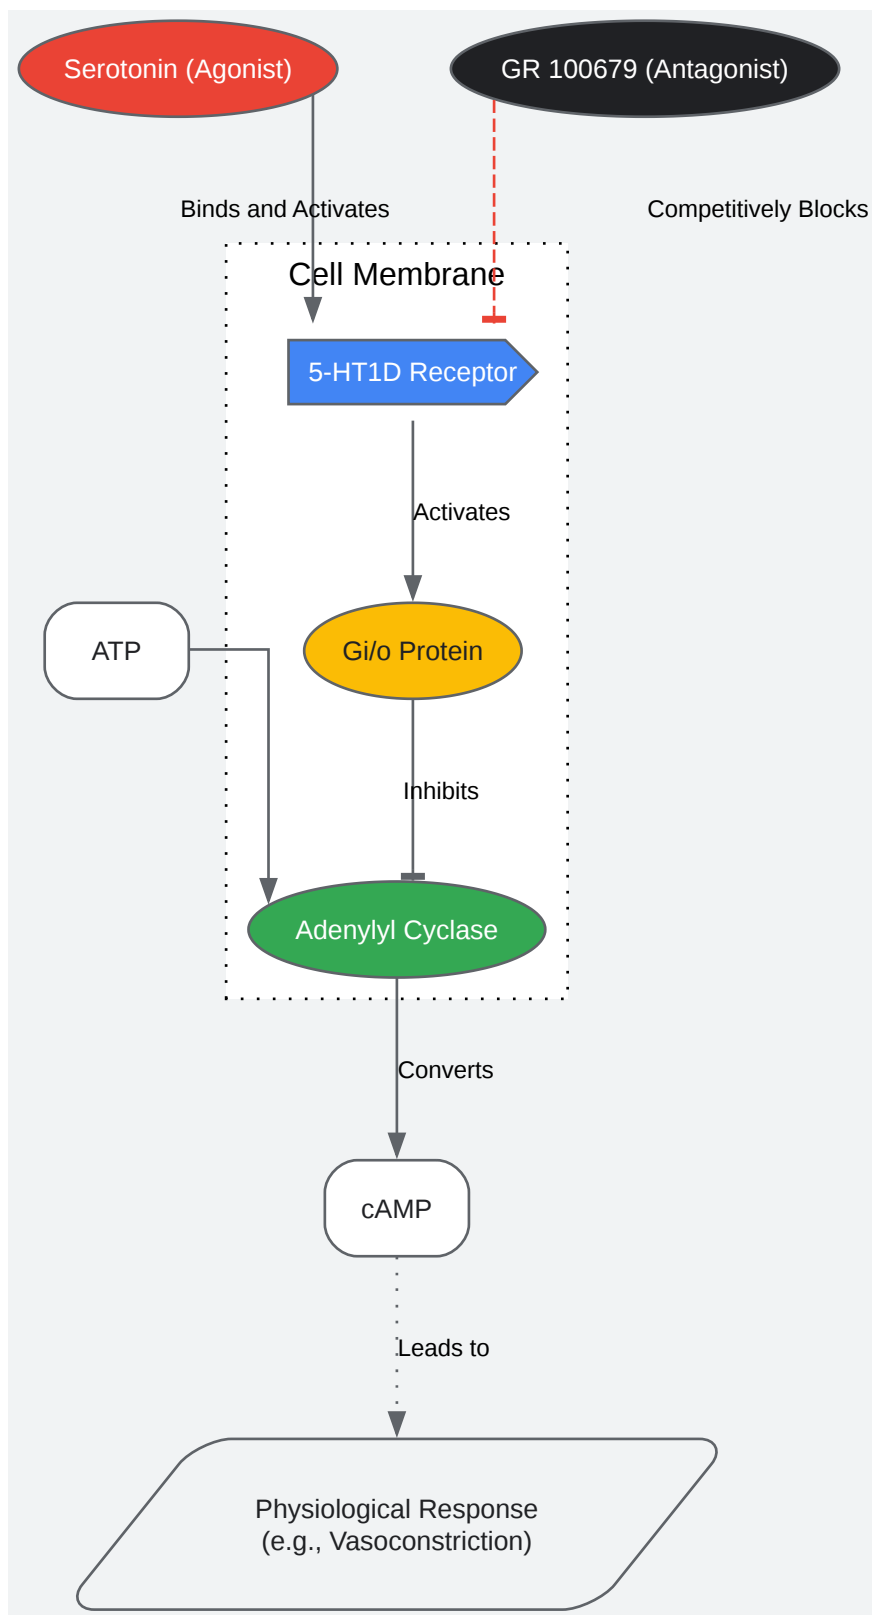 Serotonin (Agonist)
GR 100679 (Antagonist)
Binds and Activates
Competitively Blocks
Cell Membrane
5-HT1D Receptor
Activates
ATP
Gi/o Protein
Inhibits
Adenylyl Cyclase
Converts
cAMP
Leads to
Physiological Response
(e.g., Vasoconstriction)